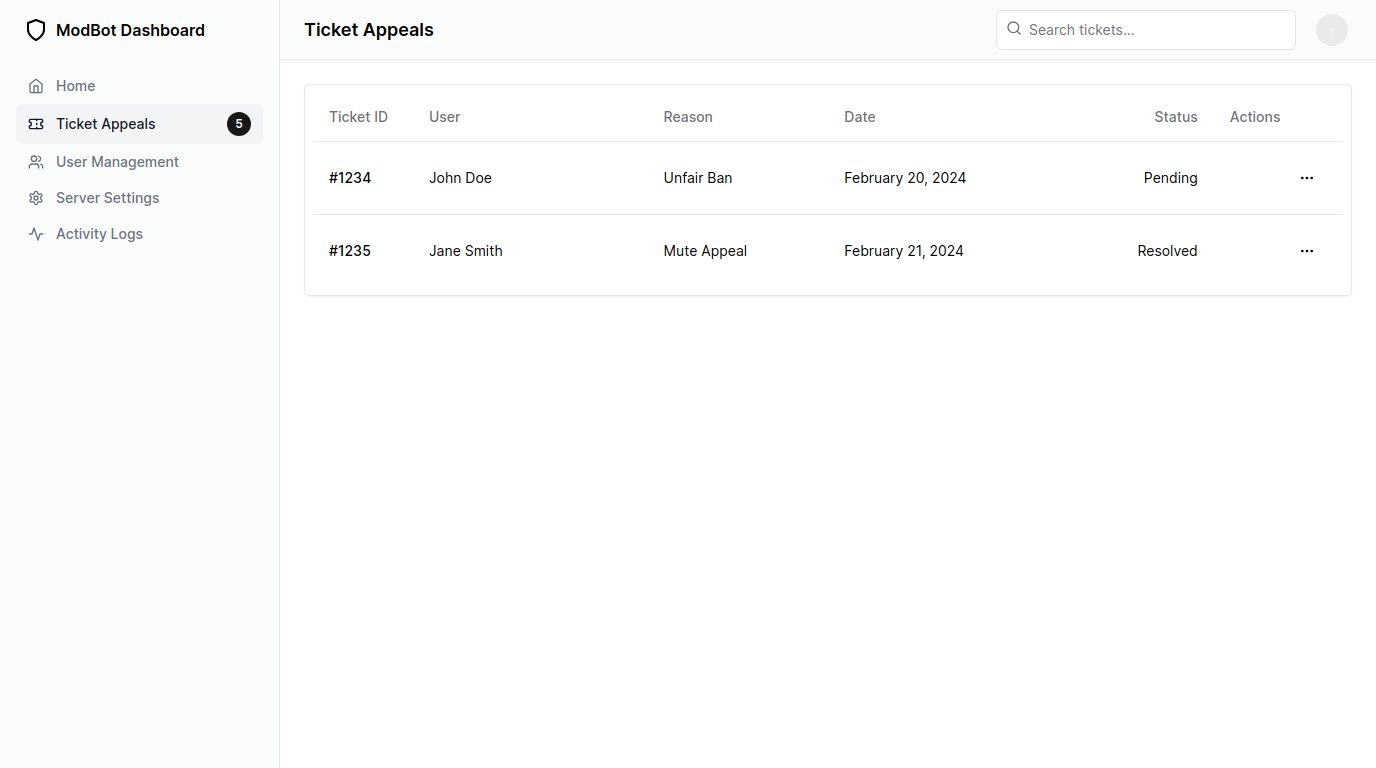 ModBot Dashboard
Ticket Appeals
Search tickets...
Home
Ticket Appeals 5
User Management
Server Settings
Activity Logs
Ticket ID User Reason Date Status Actions
#1234 John Doe Unfair Ban February 20, 2024 Pending
#1235 Jane Smith Mute Appeal February 21, 2024 Resolved